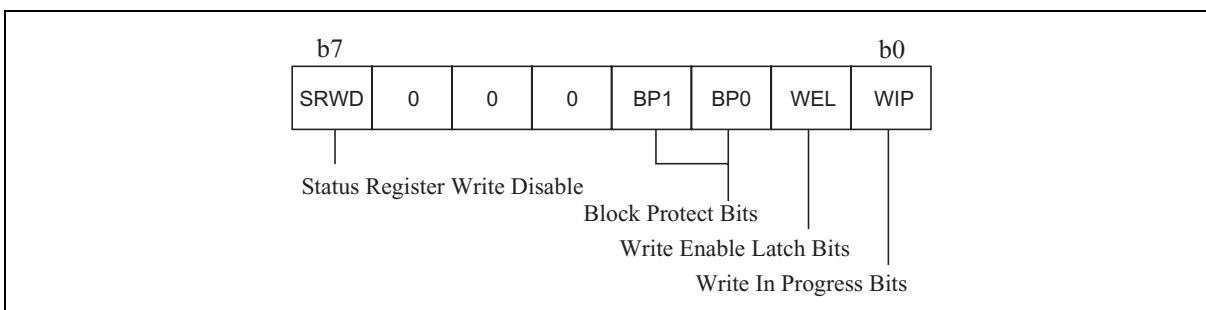 b7 b0
SRWD 0 0 0 BP1 BP0 WEL WIP
Status Register Write Disable
Block Protect Bits
Write Enable Latch Bits
Write In Progress Bits